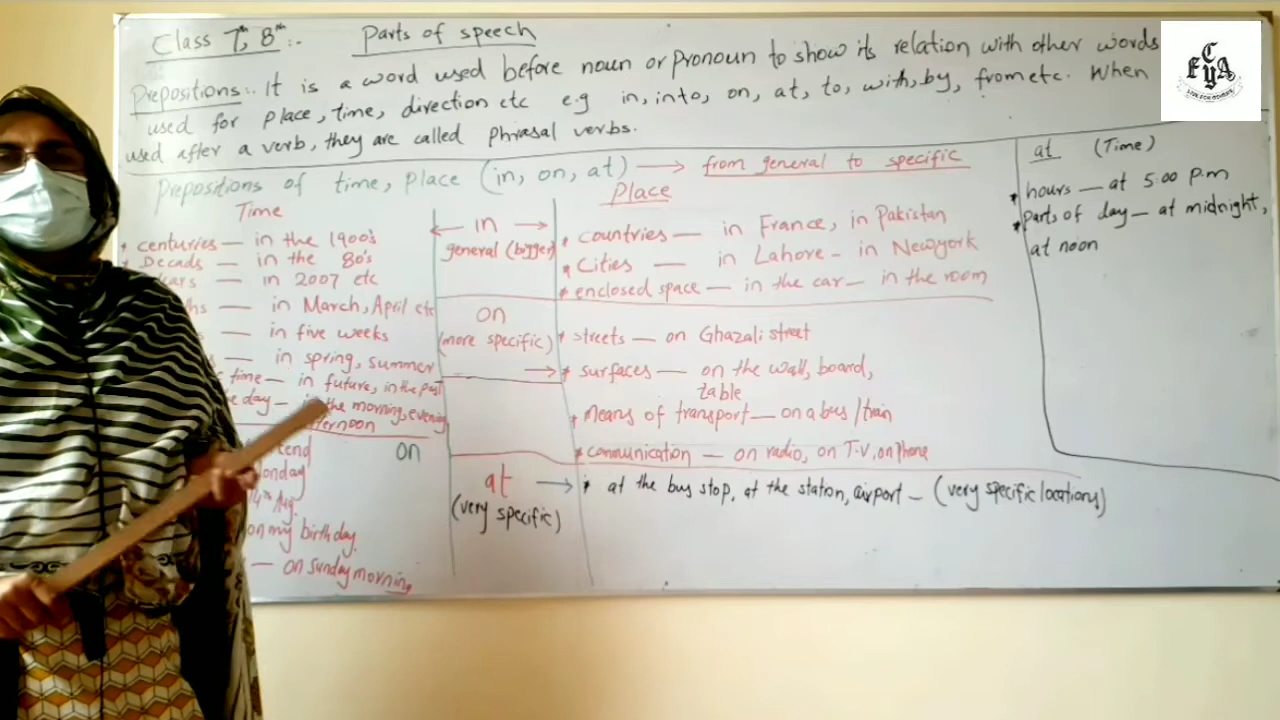 Class 7th, 8th :-
Parts of speech
Prepositions:. It is a word used before noun or pronoun to show its relation with other words
used for place, time, direction etc e.g in, into, on, at, to, with, by, from etc. When
used after a verb, they are called phrasal verbs.
Prepositions of time, place (in, on, at) → from general to specific
Time
centuries — in the 1900's
Decads — in the 80's
— in 2007 etc
— in March, April etc
— in five weeks
— in spring, summer
time — in future, in the past
day — in the morning, evening
on
Monday
14th Aug.
on my birthday.
— on Sunday morning.
in
general (bigger)
on
(more specific)
at
(very specific)
Place
countries — in France, in Pakistan
Cities — in Lahore - in Newyork
enclosed space — in the car — in the room
streets — on Ghazali street
surfaces — on the wall, board,
table
Means of transport — on a bus/train
communication — on radio, on T.V, on phone
at the bus stop, at the station, airport - (very specific locations)
at (Time)
hours — at 5:00 p.m
parts of day — at midnight,
at noon
CFYA